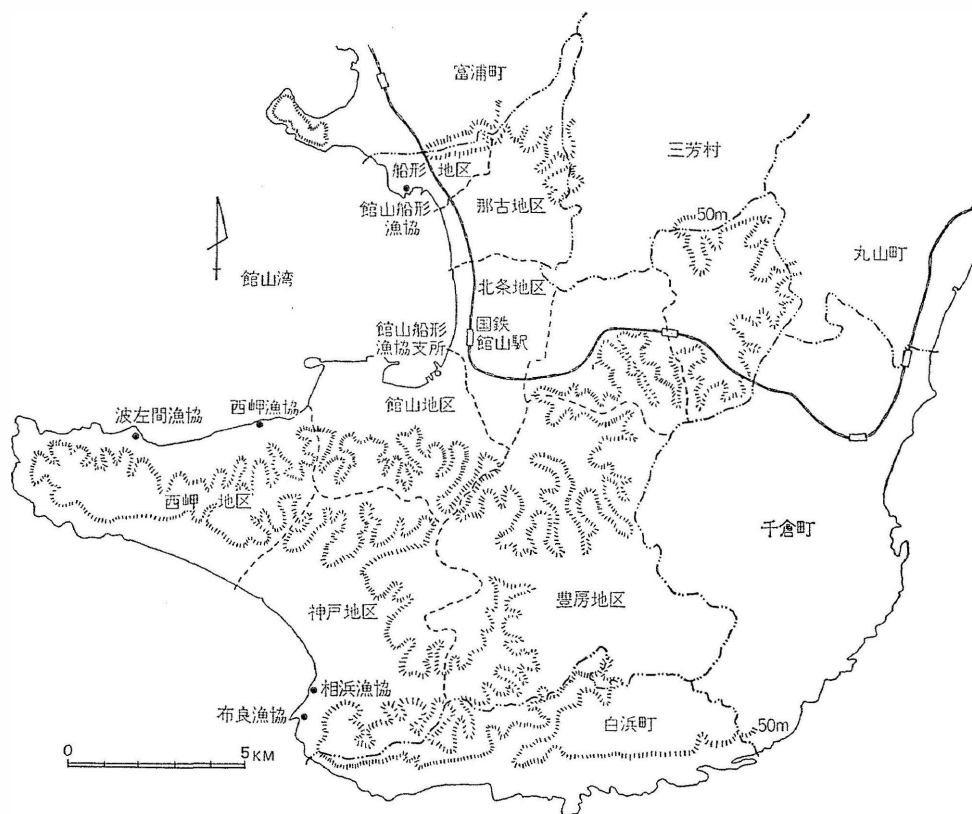 富浦町
三芳村
船形 地区
館山船形
漁協
那古地区
50m
丸山町
館山湾
北条地区
国鉄
館山駅
館山船形
漁協支所
館山地区
波左間漁協
西岬漁協
西岬 地区
千倉町
神戸地区
豊房地区
相浜漁協
布良漁協
白浜町
50m
0 5 KM